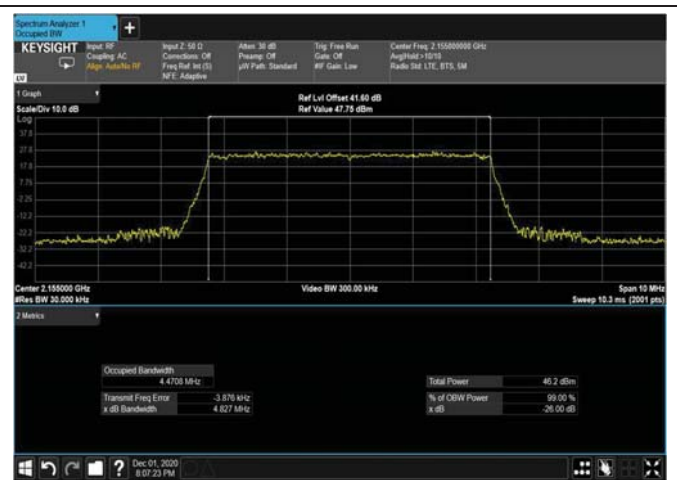 Spectrum Analyzer 1
Occupied BW
+
KEYSIGHT
Input: RF
Coupling: AC
Align: Auto/No RF
Input Z: 50 Ω
Corrections: Off
Freq Ref: Int (S)
NFE: Adaptive
Atten: 30 dB
Preamp: Off
µW Path: Standard
Trig: Free Run
Gate: Off
#IF Gain: Low
Center Freq: 2.155000000 GHz
Avg|Hold:>10/10
Radio Std: LTE, BTS, 5M
1 Graph
Scale/Div 10.0 dB
Ref Lvl Offset 41.60 dB
Ref Value 47.75 dBm
Log
37.8
27.8
17.8
7.75
-2.25
-12.2
-22.2
-32.2
-42.2
Center 2.155000 GHz
#Res BW 30.000 kHz
Video BW 300.00 kHz
Span 10 MHz
Sweep 10.3 ms (2001 pts)
2 Metrics
Occupied Bandwidth
4.4708 MHz
Transmit Freq Error -3.876 kHz
x dB Bandwidth 4.827 MHz
Total Power 46.2 dBm
% of OBW Power 99.00 %
x dB -26.00 dB
?
Dec 01, 2020
8:07:23 PM